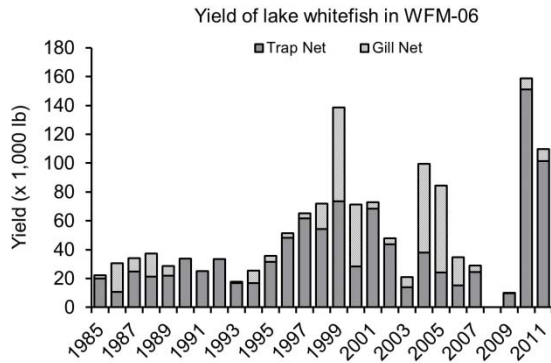 Yield of lake whitefish in WFM-06
Trap Net Gill Net
Yield (x 1,000 lb)
180
160
140
120
100
80
60
40
20
0
1985 1987 1989 1991 1993 1995 1997 1999 2001 2003 2005 2007 2009 2011